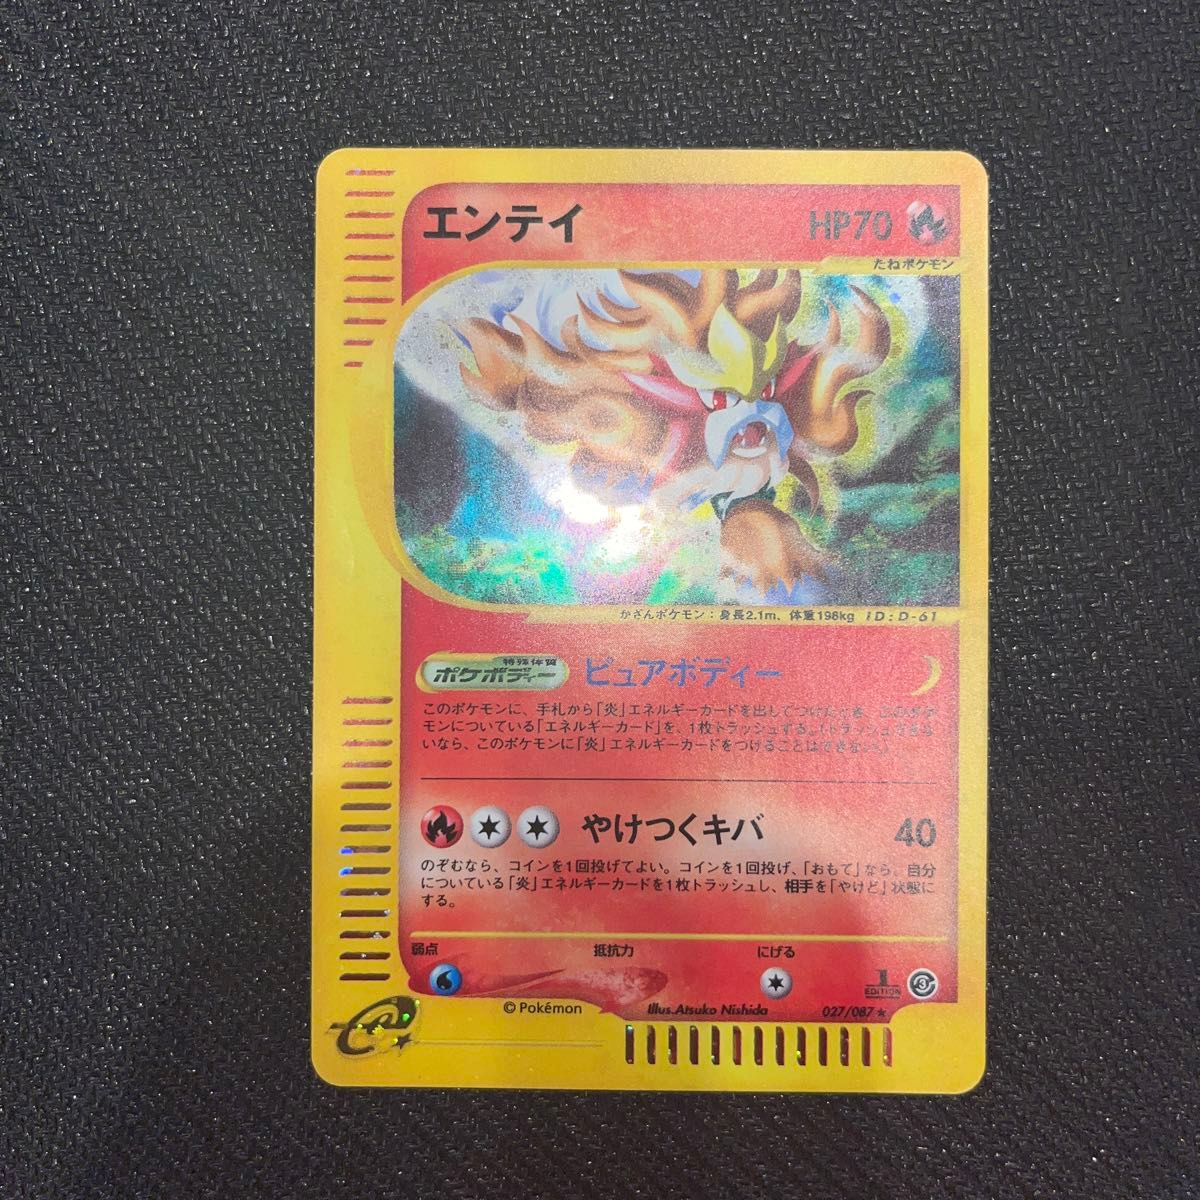 エンテイ
HP70
たねポケモン
かざんポケモン：身長2.1m、体重198kg iD:D-61
特殊体質
ポケボディー
ピュアボディー
このポケモンに、手札から「炎」エネルギーカードを出してつけたとき、このポケ
モンについている「エネルギーカード」を、1枚トラッシュする。（トラッシュできな
いなら、このポケモンに「炎」エネルギーカードをつけることはできない。）
やけつくキバ
40
のぞむなら、コインを1回投げてよい。コインを1回投げ、「おもて」なら、自分
についている「炎」エネルギーカードを1枚トラッシュし、相手を「やけど」状態に
する。
弱点
抵抗力
にげる
1
EDITION
3
© Pokémon
Illus.Atsuko Nishida
027/087★
e